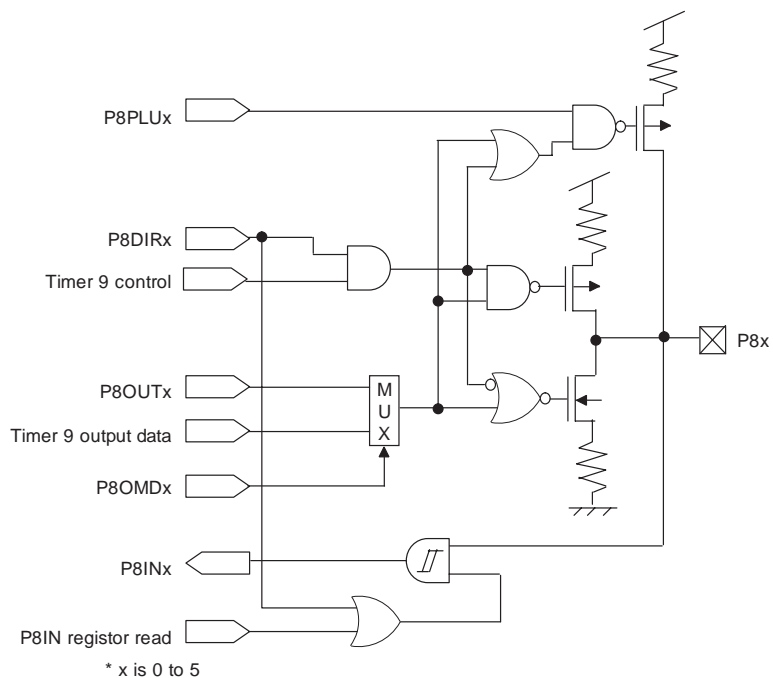 P8PLUx
P8DIRx
Timer 9 control
P8x
P8OUTx
M
U
X
Timer 9 output data
P8OMDx
P8INx
P8IN registor read
* x is 0 to 5